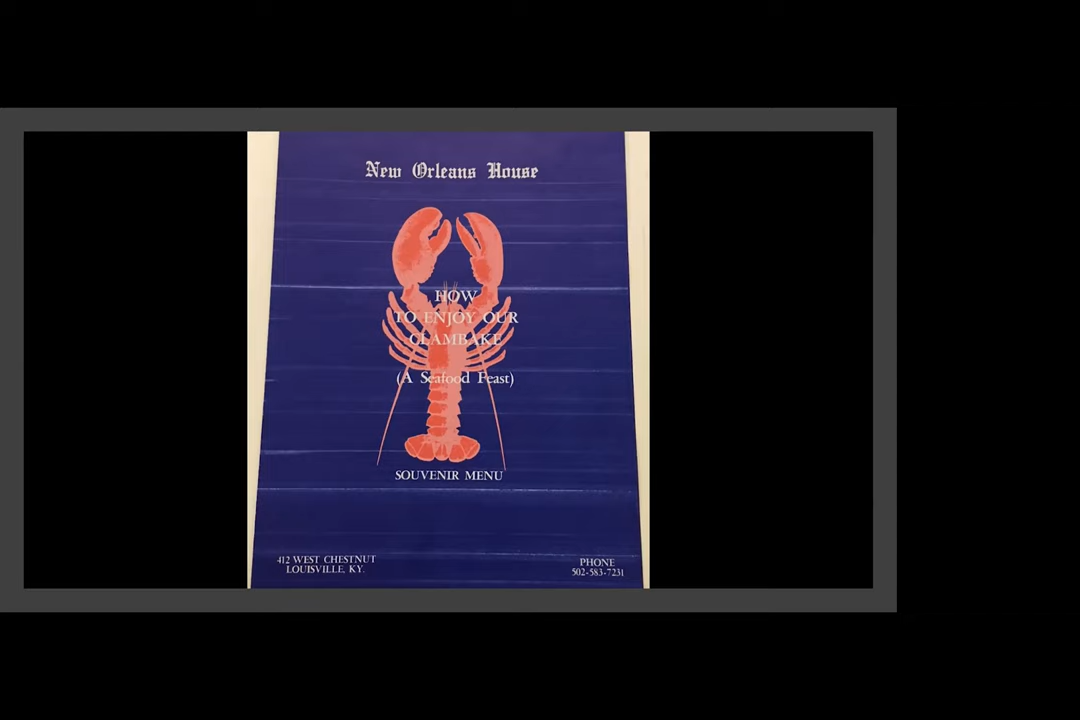 New Orleans House
HOW
TO ENJOY OUR
CLAMBAKE
(A Seafood Feast)
SOUVENIR MENU
412 WEST CHESTNUT
LOUISVILLE, KY.
PHONE
502-583-7231